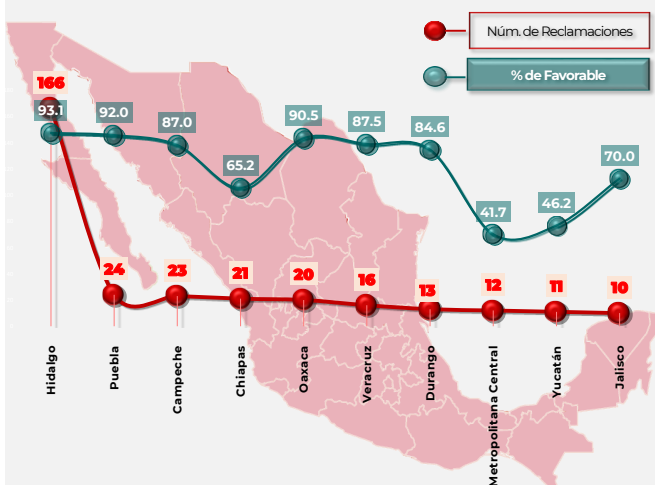 Núm. de Reclamaciones
% de Favorable
166
93.1
92.0
87.0
65.2
90.5
87.5
84.6
41.7
46.2
70.0
24
23
21
20
16
13
12
11
10
Hidalgo
Puebla
Campeche
Chiapas
Oaxaca
Veracruz
Durango
Metropolitana Central
Yucatán
Jalisco